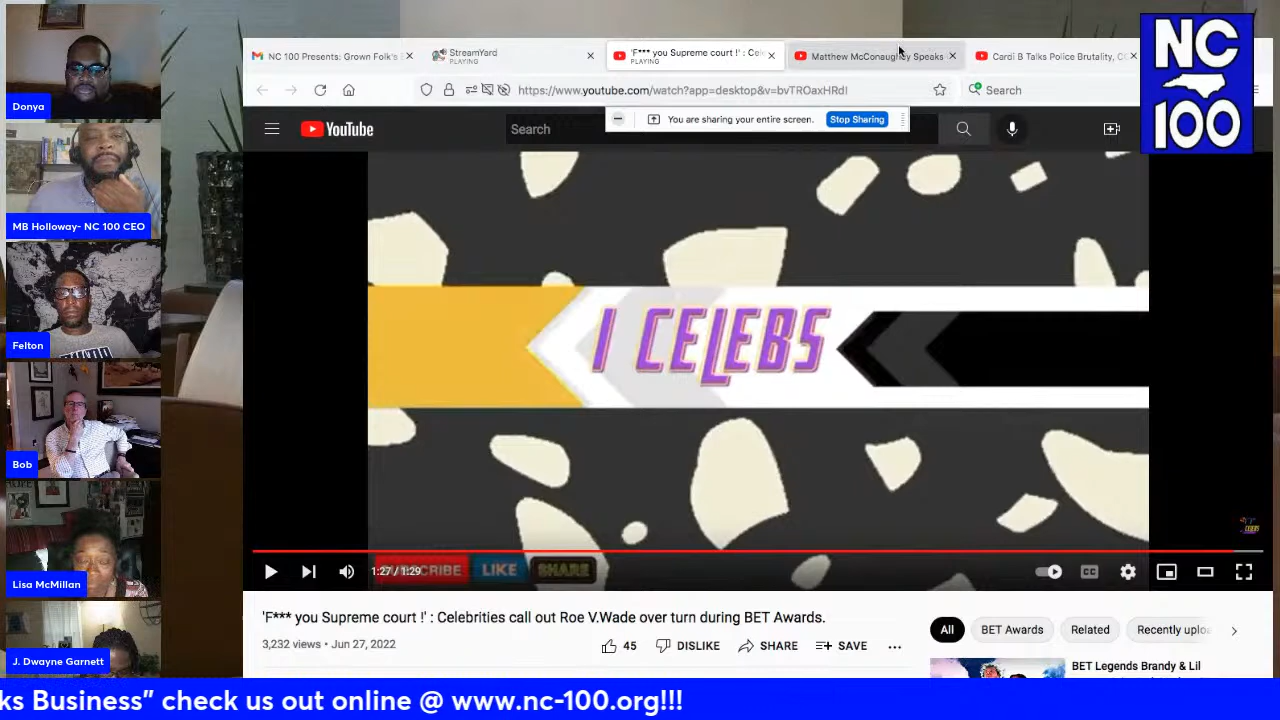 NC 100 Presents: Grown Folk's B
StreamYard
PLAYING
'F*** you Supreme court !' : Cel
PLAYING
Matthew McConaughey Speaks
Cardi B Talks Police Brutality, CO
https://www.youtube.com/watch?app=desktop&v=bvTROaxHRdI
Search
You are sharing your entire screen.
Stop Sharing
YouTube
Search
NC
100
Donya
MB Holloway- NC 100 CEO
Felton
Bob
Lisa McMillan
J. Dwayne Garnett
I CELEBS
SUBSCRIBE
LIKE
SHARE
1:27 / 1:29
CC
'F*** you Supreme court !' : Celebrities call out Roe V.Wade over turn during BET Awards.
3,232 views • Jun 27, 2022
45
DISLIKE
SHARE
SAVE
All
BET Awards
Related
Recently uplo
BET Legends Brandy & Lil
ks Business" check us out online @ www.nc-100.org!!!